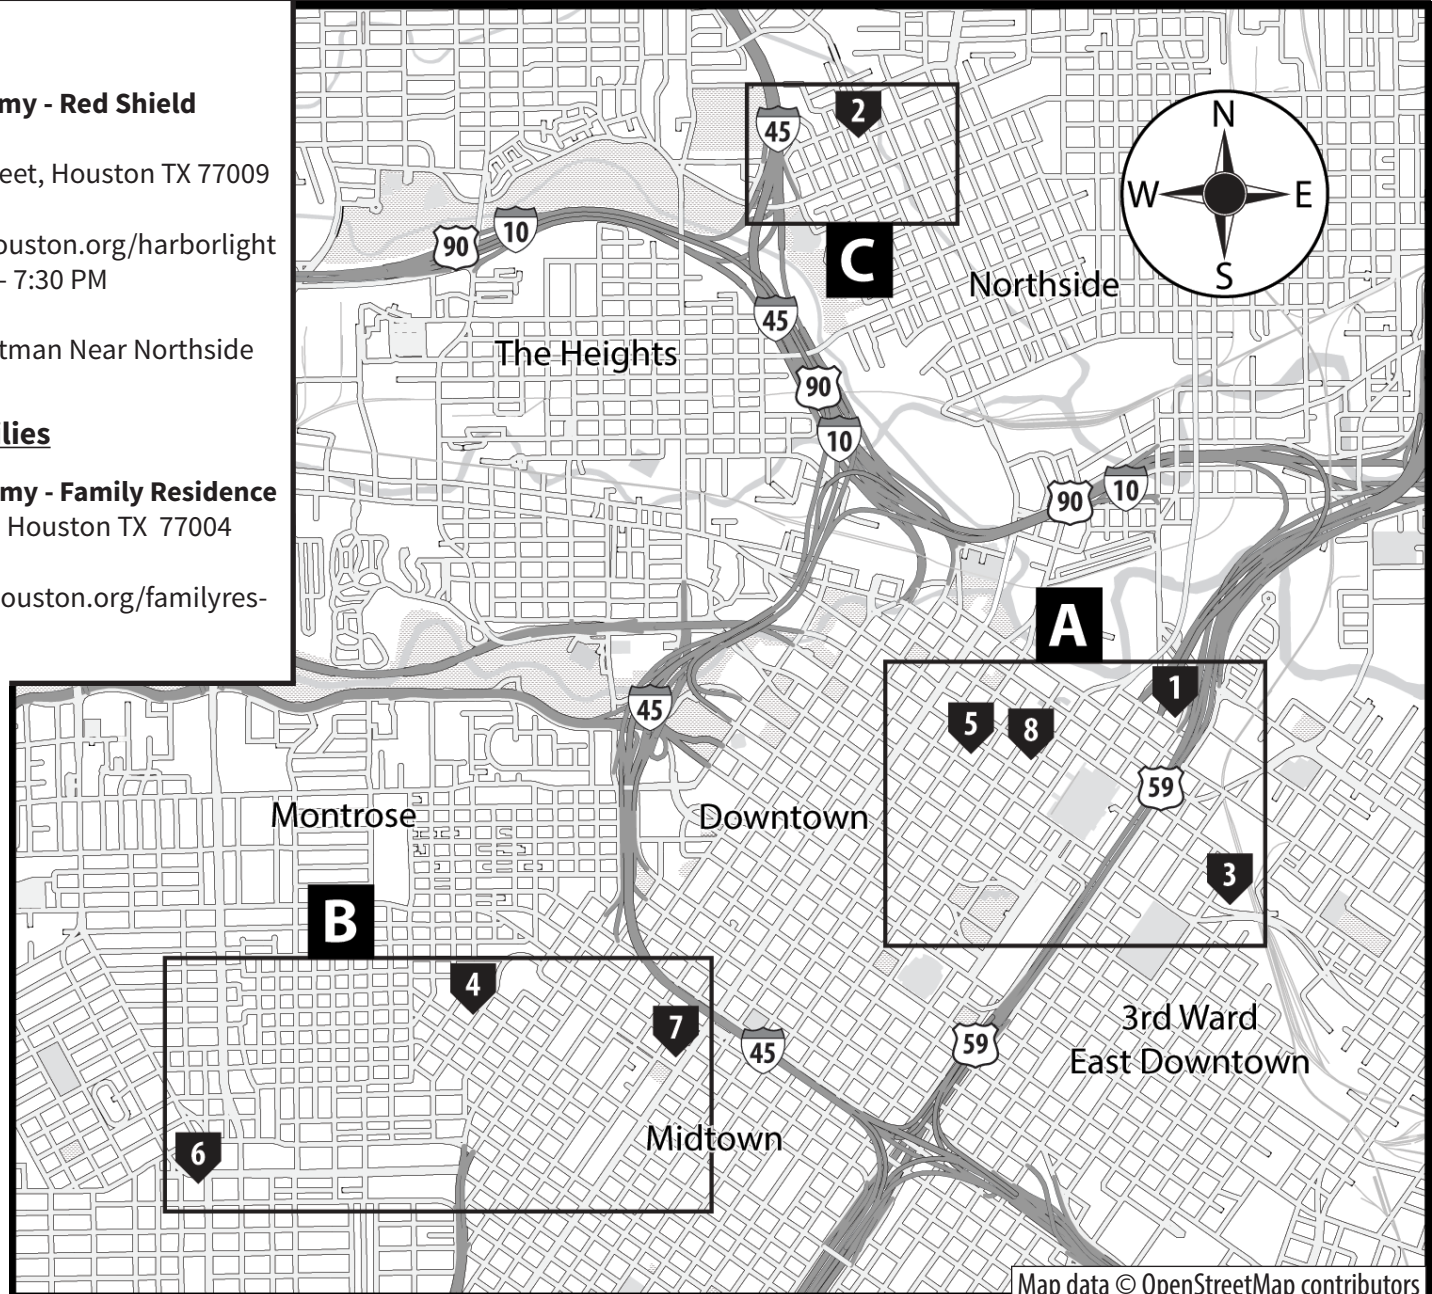 my - Red Shield
eet, Houston TX 77009
ouston.org/harborlight
– 7:30 PM
tman Near Northside
lies
my - Family Residence
Houston TX 77004
ouston.org/familyres-
45
2
N
W E
S
90
10
C
Northside
45
The Heights
90
10
90
10
A
1
5
8
45
59
Montrose
Downtown
3
B
4
7
3rd Ward
East Downtown
45
59
Midtown
6
Map data © OpenStreetMap contributors